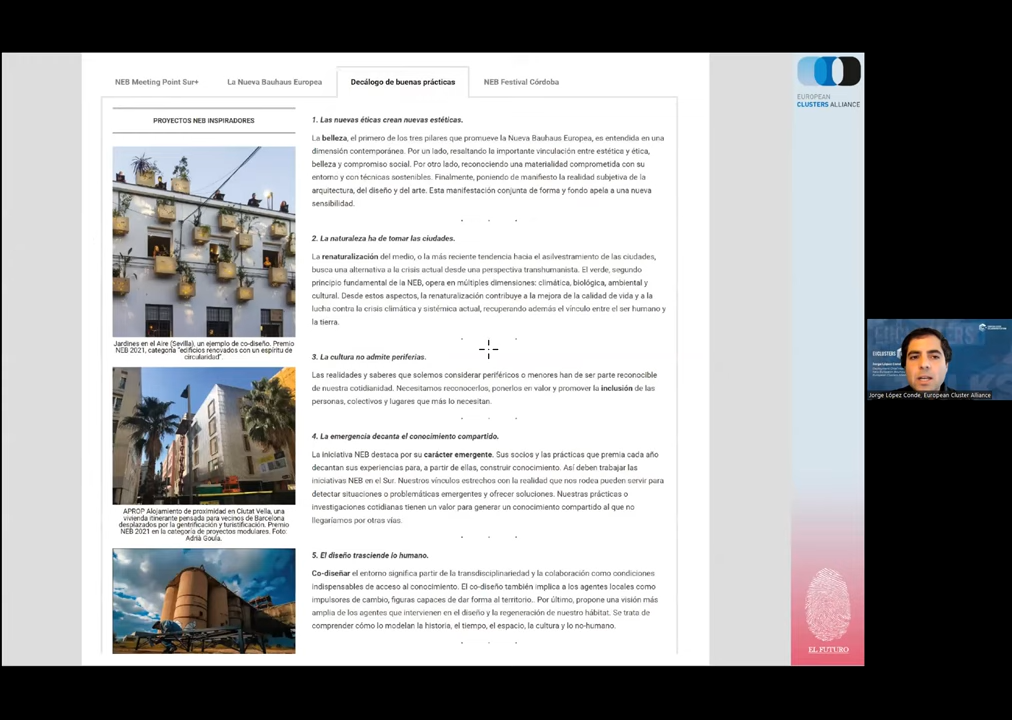 NEB Meeting Point Sur+
La Nueva Bauhaus Europea
Decálogo de buenas prácticas
NEB Festival Córdoba
PROYECTOS NEB INSPIRADORES
Jardines en el Aire (Sevilla), un ejemplo de co-diseño. Premio
NEB 2021, categoría "edificios renovados con un espíritu de
circularidad".
APROP Alojamiento de proximidad en Ciutat Vella, una
vivienda itinerante pensada para vecinos de Barcelona
desplazados por la gentrificación y turistificación. Premio
NEB 2021 en la categoría de proyectos modulares. Foto:
Adrià Goula.
1. Las nuevas éticas crean nuevas estéticas.
La belleza, el primero de los tres pilares que promueve la Nueva Bauhaus Europea, es entendida en una
dimensión contemporánea. Por un lado, resaltando la importante vinculación entre estética y ética,
belleza y compromiso social. Por otro lado, reconociendo una materialidad comprometida con su
entorno y con técnicas sostenibles. Finalmente, poniendo de manifiesto la realidad subjetiva de la
arquitectura, del diseño y del arte. Esta manifestación conjunta de forma y fondo apela a una nueva
sensibilidad.
2. La naturaleza ha de tomar las ciudades.
La renaturalización del medio, o la más reciente tendencia hacia el asilvestramiento de las ciudades,
busca una alternativa a la crisis actual desde una perspectiva transhumanista. El verde, segundo
principio fundamental de la NEB, opera en múltiples dimensiones: climática, biológica, ambiental y
cultural. Desde estos aspectos, la renaturalización contribuye a la mejora de la calidad de vida y a la
lucha contra la crisis climática y sistémica actual, recuperando además el vínculo entre el ser humano y
la tierra.
3. La cultura no admite periferias.
Las realidades y saberes que solemos considerar periféricos o menores han de ser parte reconocible
de nuestra cotidianidad. Necesitamos reconocerlos, ponerlos en valor y promover la inclusión de las
personas, colectivos y lugares que más lo necesitan.
4. La emergencia decanta el conocimiento compartido.
La iniciativa NEB destaca por su carácter emergente. Sus socios y las prácticas que premia cada año
decantan sus experiencias para, a partir de ellas, construir conocimiento. Así deben trabajar las
iniciativas NEB en el Sur. Nuestros vínculos estrechos con la realidad que nos rodea pueden servir para
detectar situaciones o problemáticas emergentes y ofrecer soluciones. Nuestras prácticas o
investigaciones cotidianas tienen un valor para generar un conocimiento compartido al que no
llegaríamos por otras vías.
5. El diseño trasciende lo humano.
Co-diseñar el entorno significa partir de la transdisciplinariedad y la colaboración como condiciones
indispensables de acceso al conocimiento. El co-diseño también implica a los agentes locales como
impulsores de cambio, figuras capaces de dar forma al territorio.. Por último, propone una visión más
amplia de los agentes que intervienen en el diseño y la regeneración de nuestro hábitat. Se trata de
comprender cómo lo modelan la historia, el tiempo, el espacio, la cultura y lo no-humano.
EUROPEAN
CLUSTERS ALLIANCE
EL FUTURO
Jorge López Conde, European Cluster Alliance